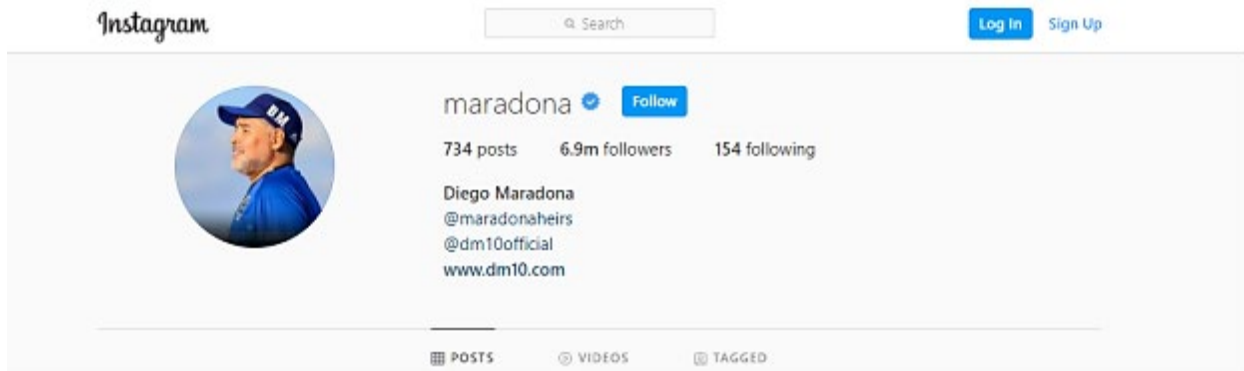 Instagram
Search
Log In Sign Up
DM
maradona Follow
734 posts 6.9m followers 154 following
Diego Maradona
@maradonaheirs
@dm10official
www.dm10.com
POSTS VIDEOS TAGGED